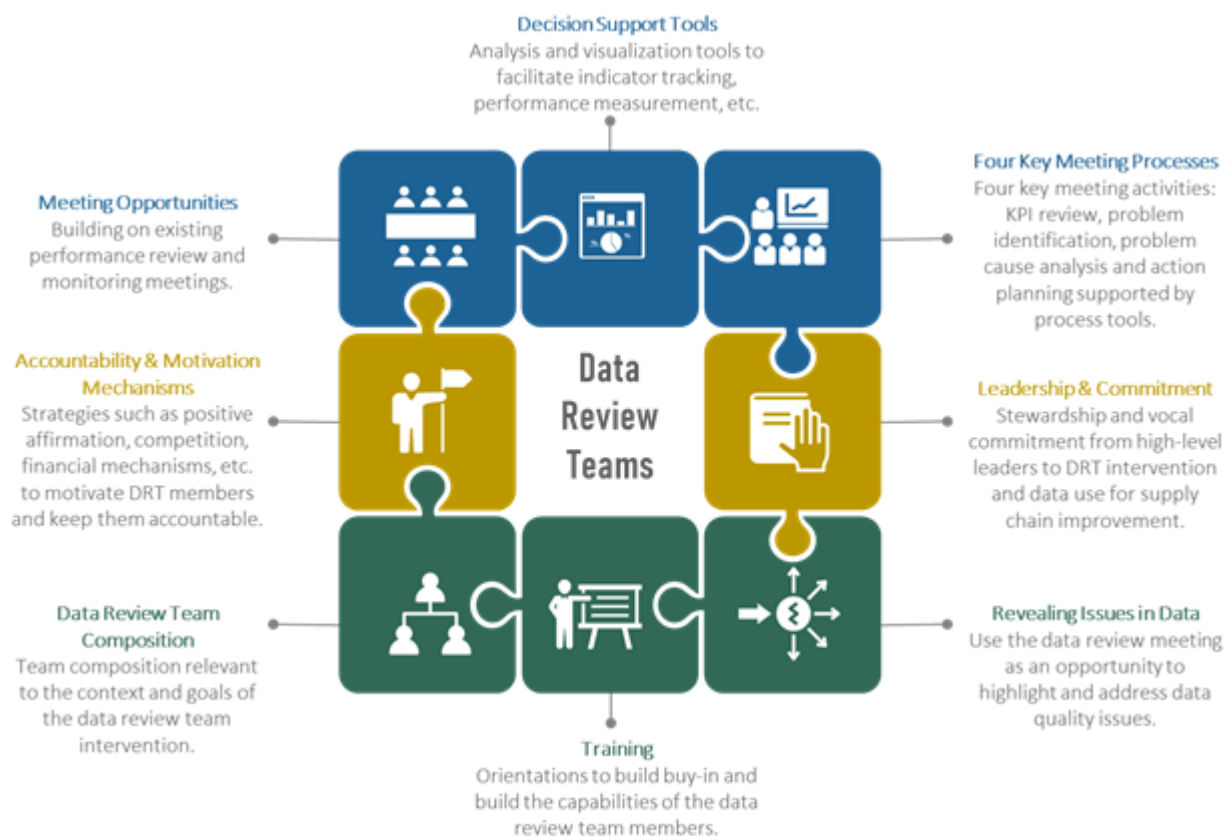 Decision Support Tools
Analysis and visualization tools to
facilitate indicator tracking,
performance measurement, etc.
Meeting Opportunities
Building on existing
performance review and
monitoring meetings.
Four Key Meeting Processes
Four key meeting activities:
KPI review, problem
identification, problem
cause analysis and action
planning supported by
process tools.
Accountability & Motivation
Mechanisms
Strategies such as positive
affirmation, competition,
financial mechanisms, etc.
to motivate DRT members
and keep them accountable.
Data
Review
Teams
Leadership & Commitment
Stewardship and vocal
commitment from high-level
leaders to DRT intervention
and data use for supply
chain improvement.
Data Review Team
Composition
Team composition relevant
to the context and goals of
the data review team
intervention.
Revealing Issues in Data
Use the data review meeting
as an opportunity to
highlight and address data
quality issues.
Training
Orientations to build buy-in and
build the capabilities of the data
review team members.